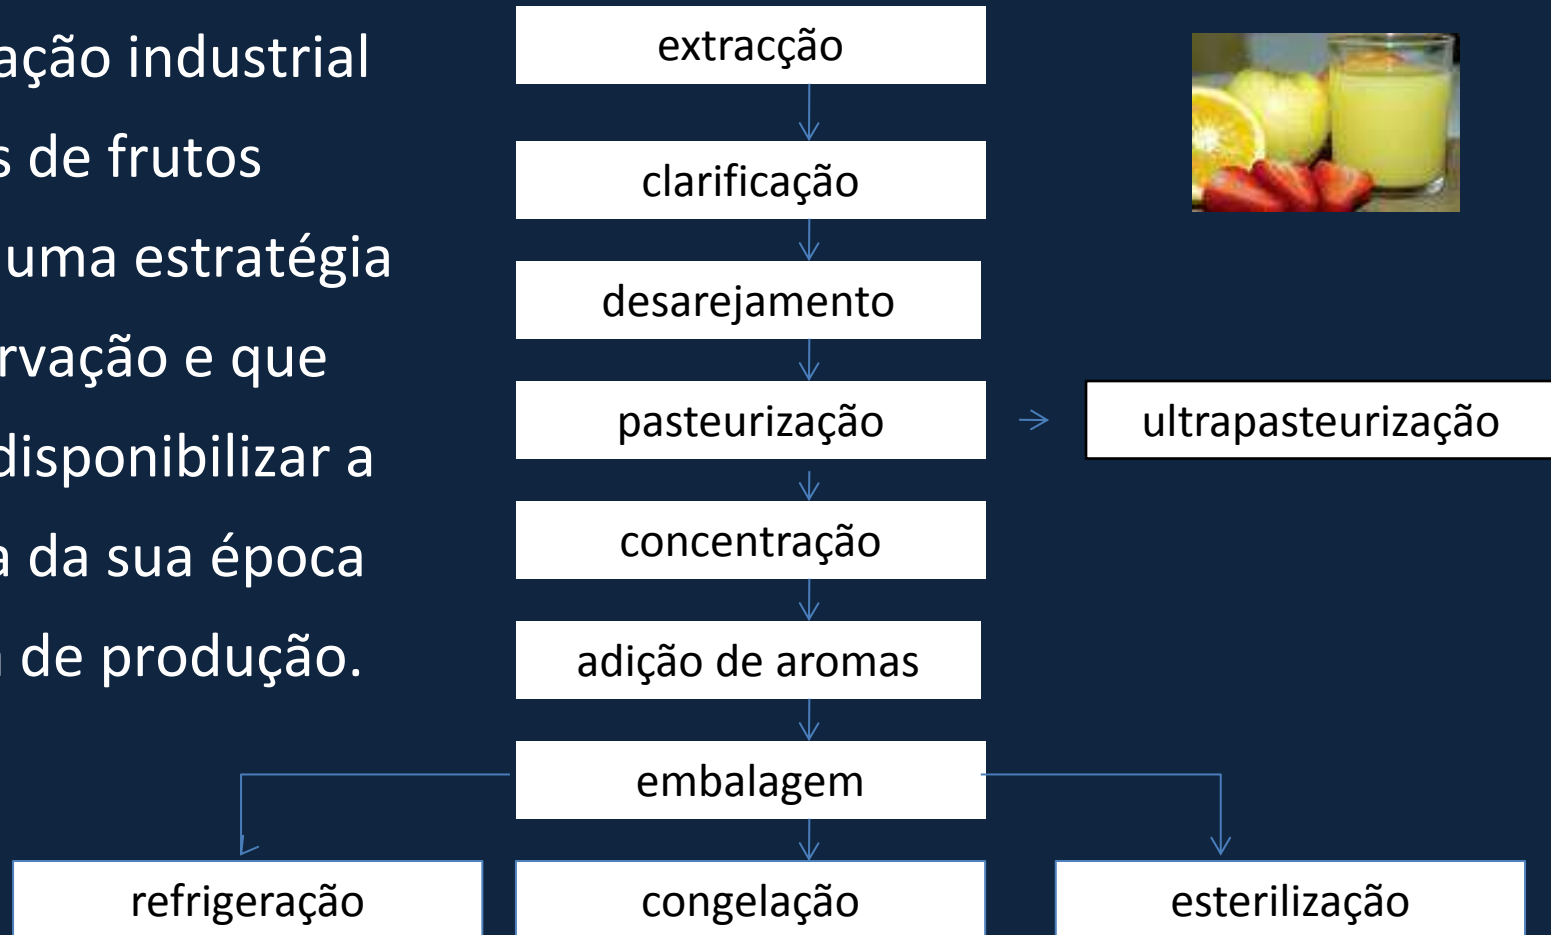 ação industrial
s de frutos
uma estratégia
rvação e que
disponibilizar a
a da sua época
de produção.
extracção
clarificação
desarejamento
pasteurização
ultrapasteurização
concentração
adição de aromas
embalagem
refrigeração
congelação
esterilização